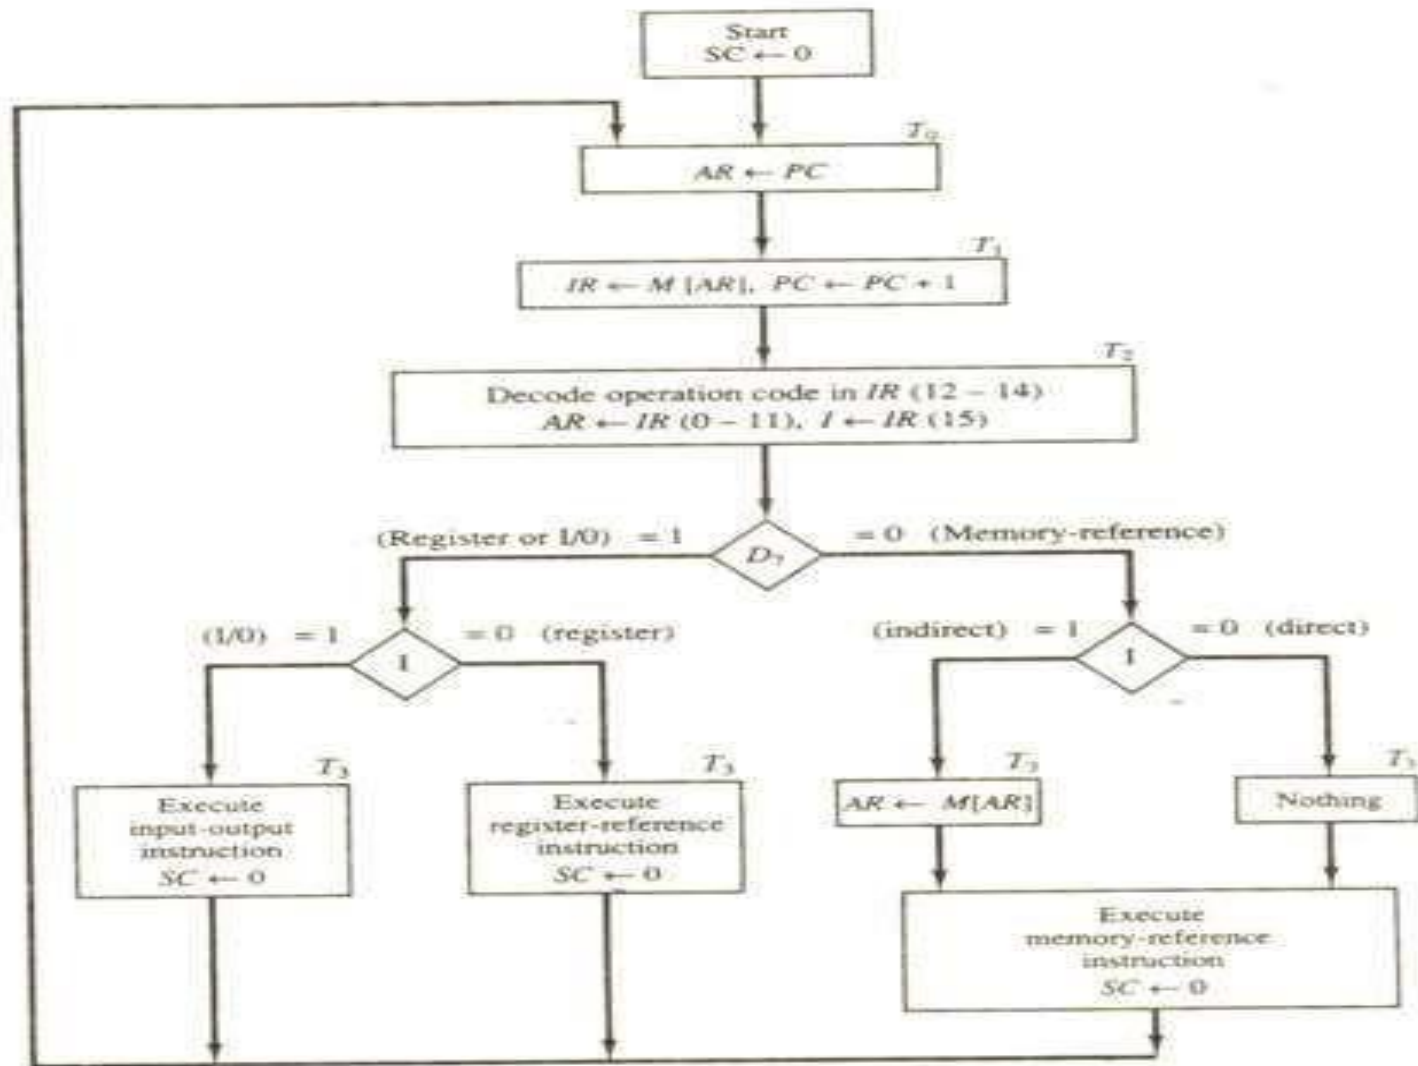 Start
SC ← 0
T₀
AR ← PC
T₁
IR ← M [AR], PC ← PC + 1
T₂
Decode operation code in IR (12 – 14)
AR ← IR (0 – 11), I ← IR (15)
(Register or I/0) = 1
D₇
= 0 (Memory-reference)
(I/0) = 1
I
= 0 (register)
(indirect) = 1
I
= 0 (direct)
T₃
T₃
T₃
T₃
Execute
input-output
instruction
SC ← 0
Execute
register-reference
instruction
SC ← 0
AR ← M[AR]
Nothing
Execute
memory-reference
instruction
SC ← 0